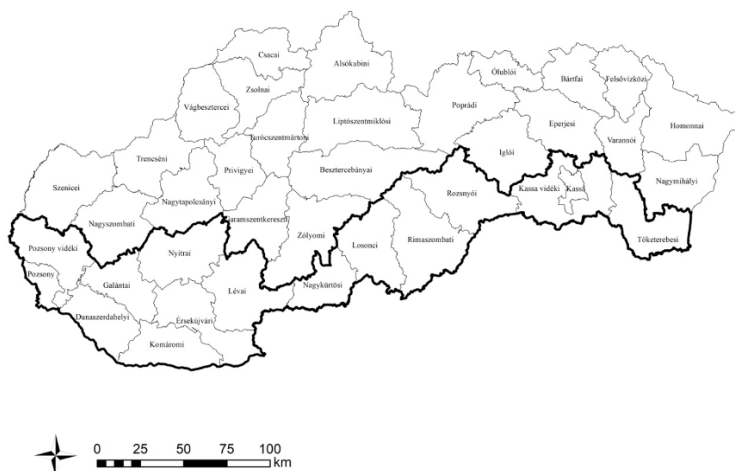 Csacai
Alsókubini
Ólublói
Bártfai
Felsővízközi
Zsolnai
Vágbesztercei
Poprádi
Liptószentmiklósi
Eperjesi
Homonnai
Turócszentmártoni
Varannói
Trencséni
Iglói
Privigyei
Besztercebányai
Szenicei
Nagytapolcsányi
Rozsnyói
Kassa vidéki
Kassa
Nagymihályi
Nagyszombati
Garamszentkereszti
Zólyomi
Rimaszombati
Tőketerebesi
Pozsony vidéki
Nyitrai
Losonci
Pozsony
Galántai
Lévai
Nagykürtösi
Dunaszerdahelyi
Érsekújvári
Komáromi
0 25 50 75 100
km